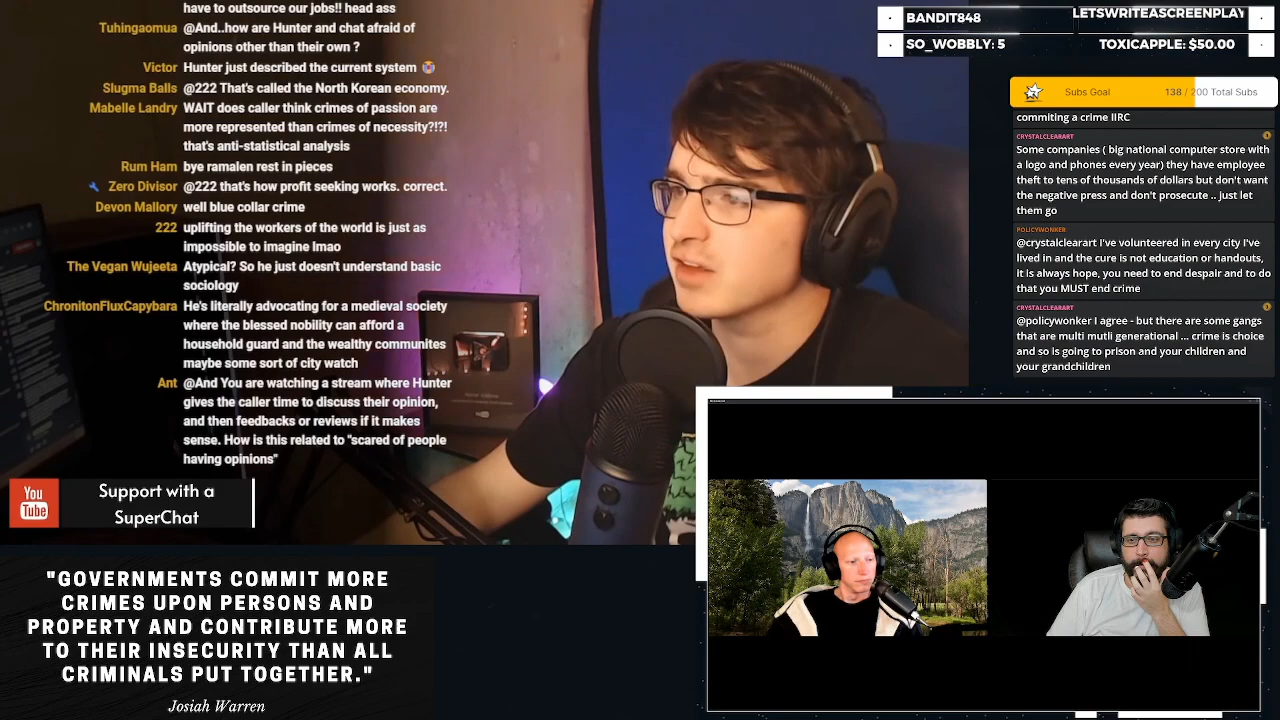 have to outsource our jobs!! head ass
Tuhingaomua @And..how are Hunter and chat afraid of
opinions other than their own ?
Victor Hunter just described the current system 😭
Slugma Balls @222 That's called the North Korean economy.
Mabelle Landry WAIT does caller think crimes of passion are
more represented than crimes of necessity?!?!
that's anti-statistical analysis
Rum Ham bye ramalen rest in pieces
Zero Divisor @222 that's how profit seeking works. correct.
Devon Mallory well blue collar crime
222 uplifting the workers of the world is just as
impossible to imagine lmao
The Vegan Wujeeta Atypical? So he just doesn't understand basic
sociology
ChronitonFluxCapybara He's literally advocating for a medieval society
where the blessed nobility can afford a
household guard and the wealthy communites
maybe some sort of city watch
Ant @And You are watching a stream where Hunter
gives the caller time to discuss their opinion,
and then feedbacks or reviews if it makes
sense. How is this related to "scared of people
having opinions"
You
Tube
Support with a
SuperChat
"GOVERNMENTS COMMIT MORE
CRIMES UPON PERSONS AND
PROPERTY AND CONTRIBUTE MORE
TO THEIR INSECURITY THAN ALL
CRIMINALS PUT TOGETHER."
Josiah Warren
BANDIT848
LETSWRITEASCREENPLAY
SO_WOBBLY: 5
TOXICAPPLE: $50.00
Subs Goal
138 / 200 Total Subs
commiting a crime IIRC
CRYSTALCLEARART
Some companies ( big national computer store with
a logo and phones every year) they have employee
theft to tens of thousands of dollars but don't want
the negative press and don't prosecute .. just let
them go
POLICYWONKER
@crystalclearart I've volunteered in every city I've
lived in and the cure is not education or handouts,
it is always hope, you need to end despair and to do
that you MUST end crime
CRYSTALCLEARART
@policywonker I agree - but there are some gangs
that are multi mutli generational ... crime is choice
and so is going to prison and your children and
your grandchildren